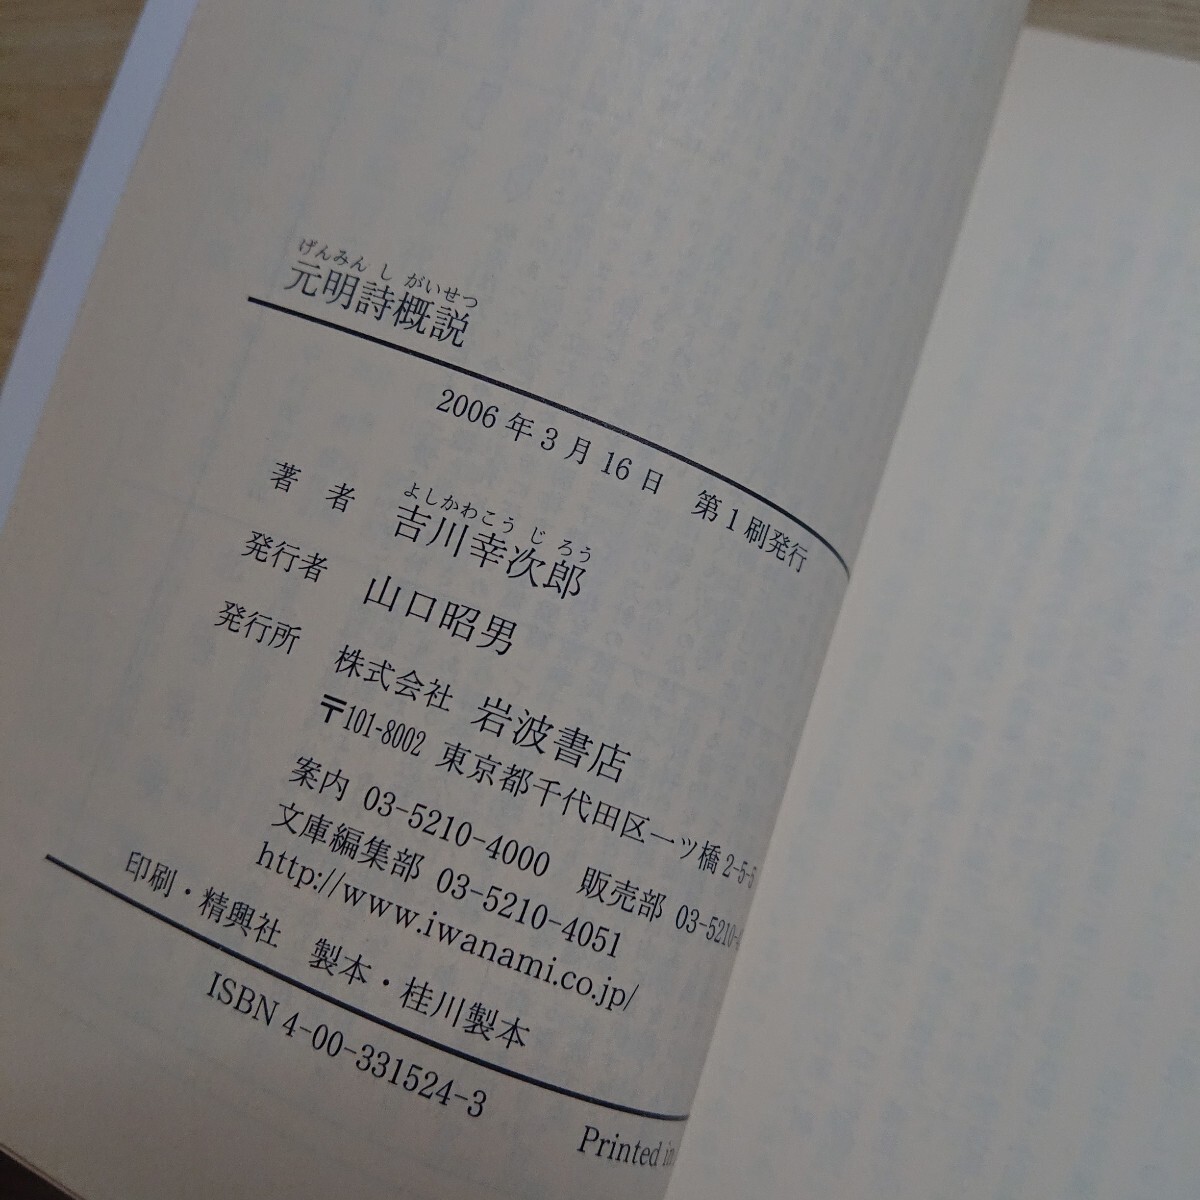 げんみん し がいせつ
元明詩概説
2006年3月16日 第1刷発行
よしかわこうじろう
著者 吉川幸次郎
発行者 山口昭男
発行所 株式会社 岩波書店
〒101-8002 東京都千代田区一ツ橋2-5-5
案内 03-5210-4000 販売部 03-5210-4
文庫編集部 03-5210-4051
http://www.iwanami.co.jp/
印刷・精興社 製本・桂川製本
ISBN 4-00-331524-3
Printed in